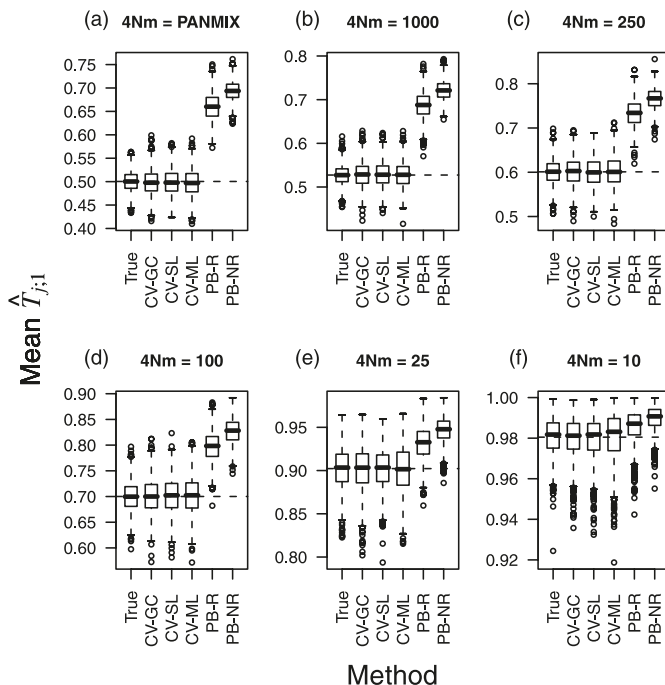 (a) 4Nm = PANMIX
0.75
0.70
0.65
0.60
0.55
0.50
0.45
0.40
True
CV-GC
CV-SL
CV-ML
PB-R
PB-NR
(b) 4Nm = 1000
0.8
0.7
0.6
0.5
True
CV-GC
CV-SL
CV-ML
PB-R
PB-NR
(c) 4Nm = 250
0.8
0.7
0.6
0.5
True
CV-GC
CV-SL
CV-ML
PB-R
PB-NR
Mean T̂j;1
(d) 4Nm = 100
0.90
0.85
0.80
0.75
0.70
0.65
0.60
True
CV-GC
CV-SL
CV-ML
PB-R
PB-NR
(e) 4Nm = 25
0.95
0.90
0.85
0.80
True
CV-GC
CV-SL
CV-ML
PB-R
PB-NR
(f) 4Nm = 10
1.00
0.98
0.96
0.94
0.92
True
CV-GC
CV-SL
CV-ML
PB-R
PB-NR
Method